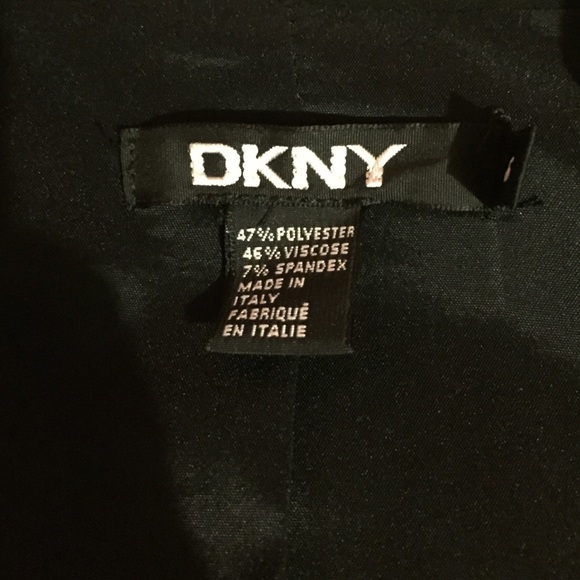 DKNY
47% POLYESTER
46% VISCOSE
7% SPANDEX
MADE IN
ITALY
FABRIQUÉ
EN ITALIE